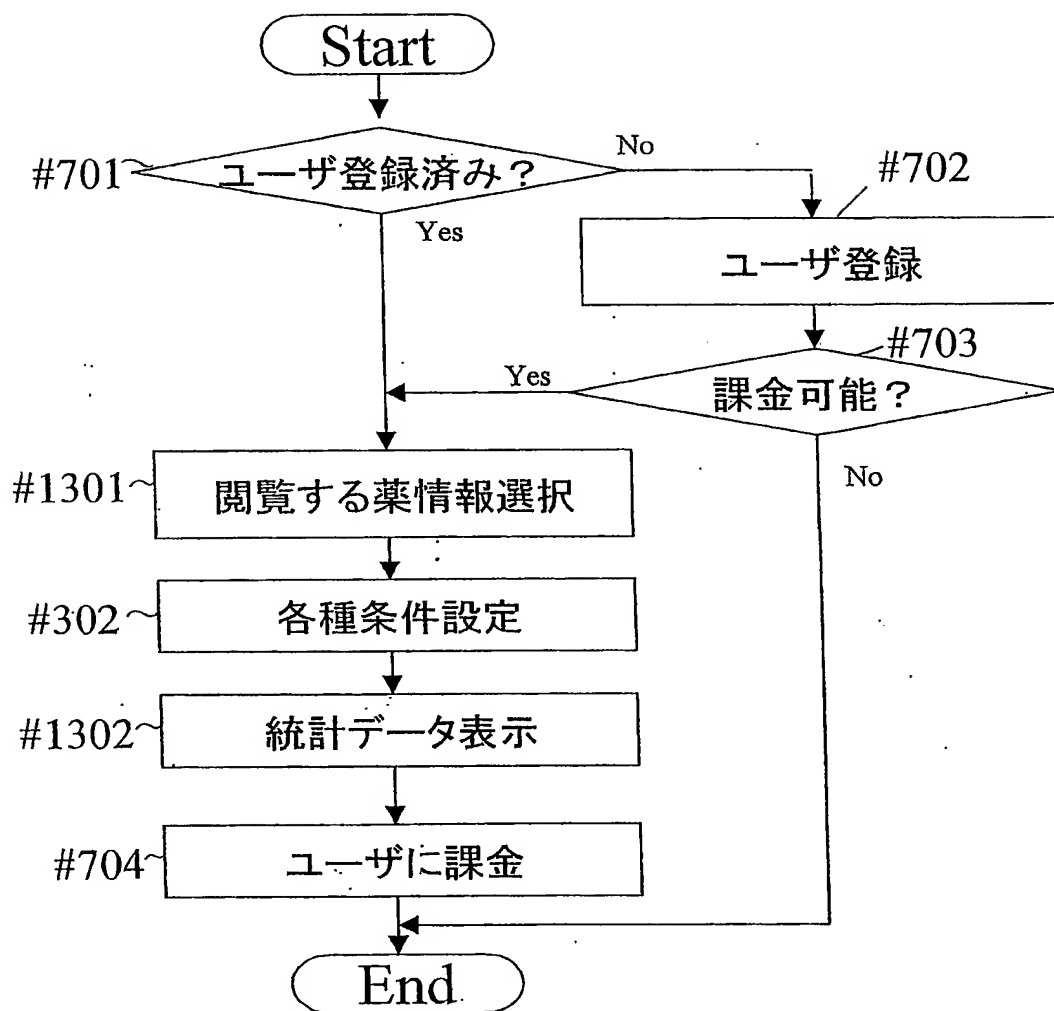 Start
#701
ユーザ登録済み?
No
Yes
#702
ユーザ登録
#703
課金可能?
Yes
No
#1301
閲覧する薬情報選択
#302
各種条件設定
#1302
統計データ表示
#704
ユーザに課金
End